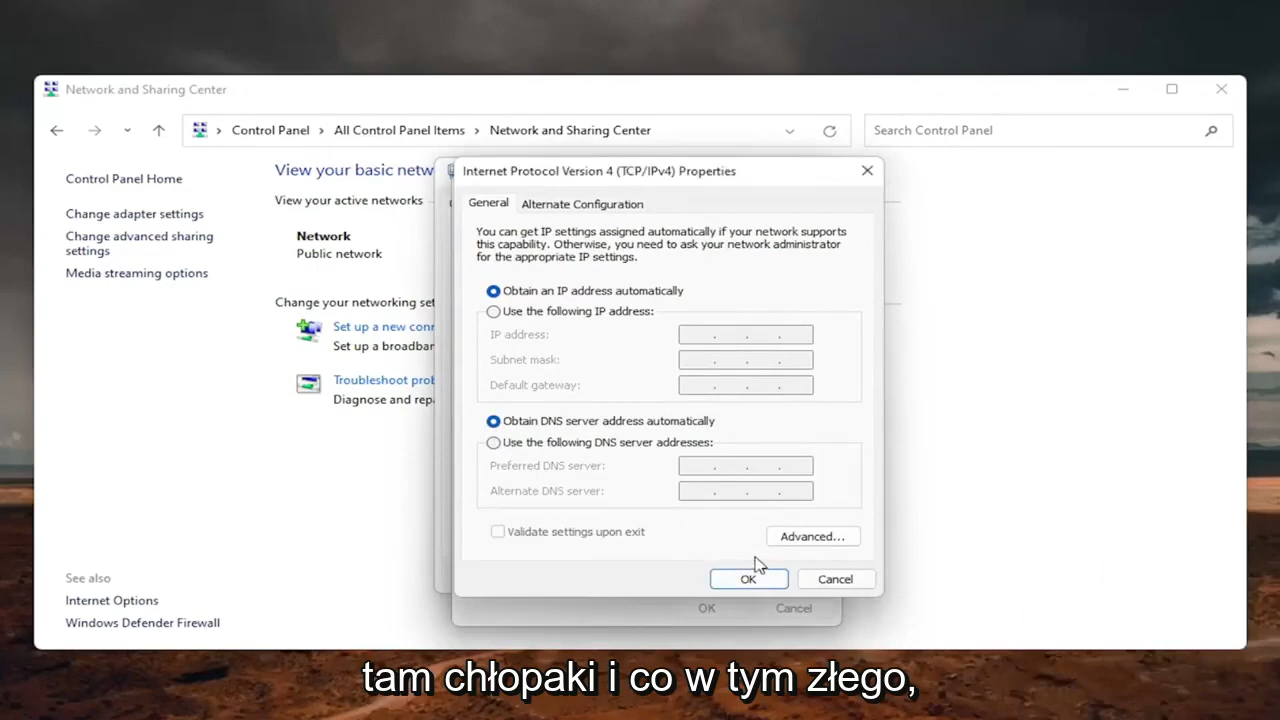 Network and Sharing Center
Control Panel > All Control Panel Items > Network and Sharing Center
Search Control Panel
Control Panel Home
Change adapter settings
Change advanced sharing
settings
Media streaming options
See also
Internet Options
Windows Defender Firewall
View your basic
View your active networks
Network
Public network
Change your networking
Set up a new
Set up a
Troubleshoot
Diagnose and
Internet Protocol Version 4 (TCP/IPv4) Properties
General
Alternate Configuration
You can get IP settings assigned automatically if your network supports
this capability. Otherwise, you need to ask your network administrator
for the appropriate IP settings.
Obtain an IP address automatically
Use the following IP address:
IP address:
Subnet mask:
Default gateway:
Obtain DNS server address automatically
Use the following DNS server addresses:
Preferred DNS server:
Alternate DNS server:
Validate settings upon exit
Advanced...
OK
Cancel
OK
Cancel
tam chłopaki i co w tym złego,